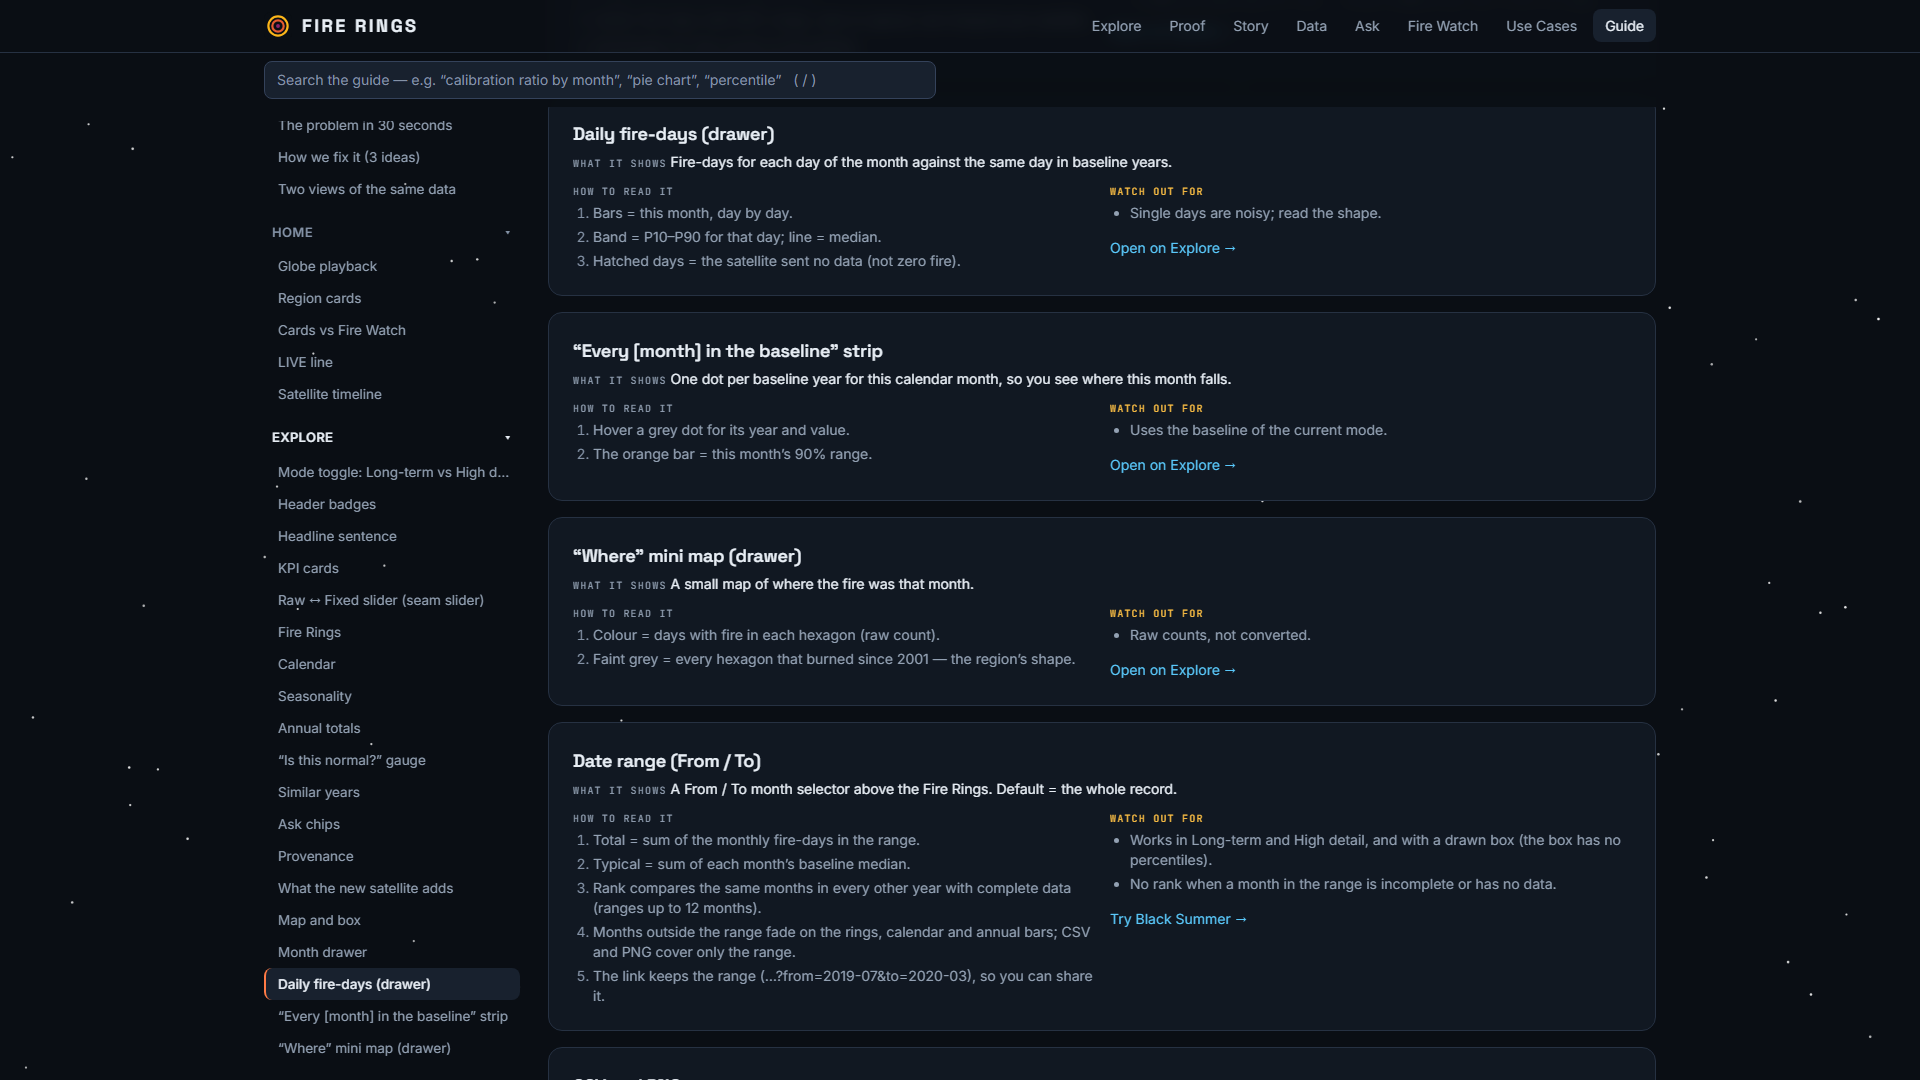 FIRE RINGS
Explore
Proof
Story
Data
Ask
Fire Watch
Use Cases
Guide
Search the guide — e.g. “calibration ratio by month”, “pie chart”, “percentile” ( / )
The problem in 30 seconds
How we fix it (3 ideas)
Two views of the same data
HOME
Globe playback
Region cards
Cards vs Fire Watch
LIVE line
Satellite timeline
EXPLORE
Mode toggle: Long-term vs High d...
Header badges
Headline sentence
KPI cards
Raw ↔ Fixed slider (seam slider)
Fire Rings
Calendar
Seasonality
Annual totals
“Is this normal?” gauge
Similar years
Ask chips
Provenance
What the new satellite adds
Map and box
Month drawer
Daily fire-days (drawer)
“Every [month] in the baseline” strip
“Where” mini map (drawer)
Daily fire-days (drawer)
WHAT IT SHOWS Fire-days for each day of the month against the same day in baseline years.
HOW TO READ IT
1. Bars = this month, day by day.
2. Band = P10–P90 for that day; line = median.
3. Hatched days = the satellite sent no data (not zero fire).
WATCH OUT FOR
• Single days are noisy; read the shape.
Open on Explore →
“Every [month] in the baseline” strip
WHAT IT SHOWS One dot per baseline year for this calendar month, so you see where this month falls.
HOW TO READ IT
1. Hover a grey dot for its year and value.
2. The orange bar = this month’s 90% range.
WATCH OUT FOR
• Uses the baseline of the current mode.
Open on Explore →
“Where” mini map (drawer)
WHAT IT SHOWS A small map of where the fire was that month.
HOW TO READ IT
1. Colour = days with fire in each hexagon (raw count).
2. Faint grey = every hexagon that burned since 2001 — the region’s shape.
WATCH OUT FOR
• Raw counts, not converted.
Open on Explore →
Date range (From / To)
WHAT IT SHOWS A From / To month selector above the Fire Rings. Default = the whole record.
HOW TO READ IT
1. Total = sum of the monthly fire-days in the range.
2. Typical = sum of each month’s baseline median.
3. Rank compares the same months in every other year with complete data
(ranges up to 12 months).
4. Months outside the range fade on the rings, calendar and annual bars; CSV
and PNG cover only the range.
5. The link keeps the range (…?from=2019-07&to=2020-03), so you can share
it.
WATCH OUT FOR
• Works in Long-term and High detail, and with a drawn box (the box has no
percentiles).
• No rank when a month in the range is incomplete or has no data.
Try Black Summer →